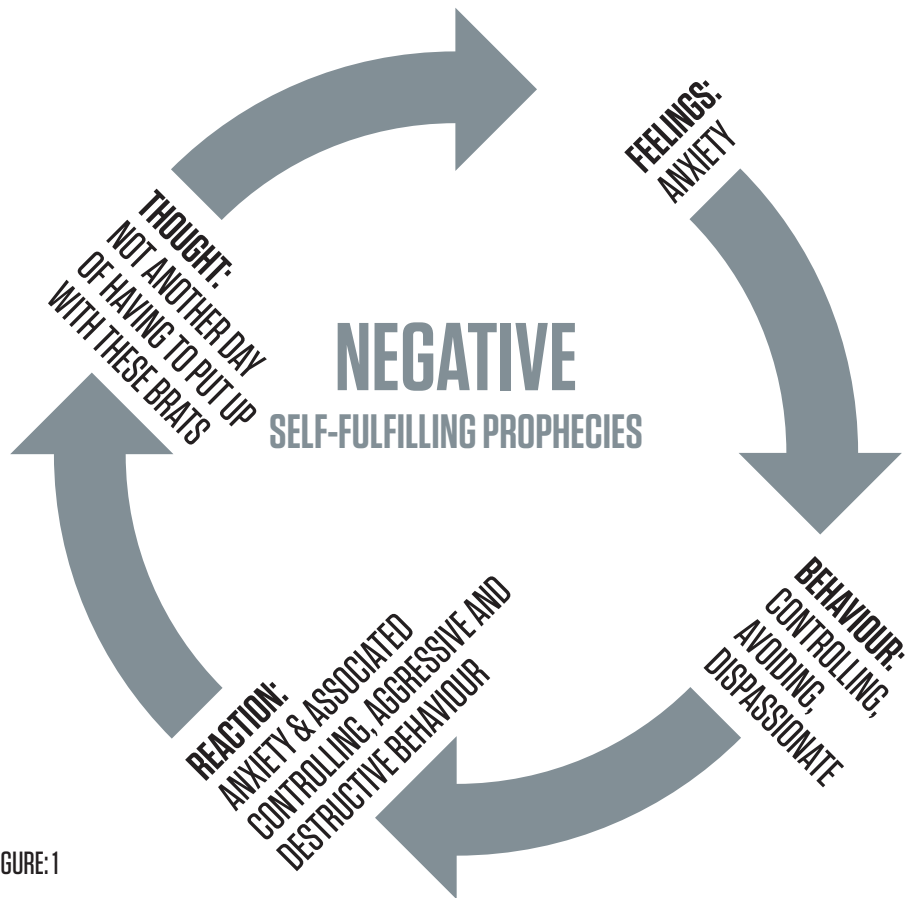 FEELINGS:
ANXIETY
THOUGHT:
NOT ANOTHER DAY
OF HAVING TO PUT UP
WITH THESE BRATS
NEGATIVE
SELF-FULFILLING PROPHECIES
BEHAVIOUR:
CONTROLLING,
AVOIDING,
DISPASSIONATE
REACTION:
ANXIETY & ASSOCIATED
CONTROLLING, AGGRESSIVE AND
DESTRUCTIVE BEHAVIOUR
GURE: 1